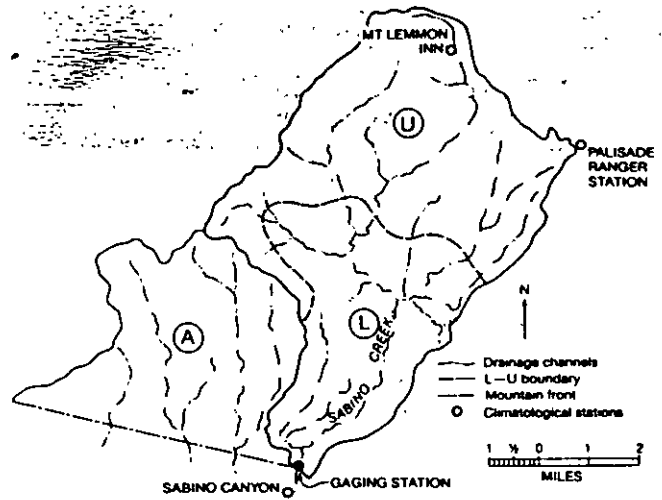 MT LEMMON
INN
U
PALISADE
RANGER
STATION
N
A
L
SABINO CREEK
Drainage channels
L-U boundary
Mountain front
Climatological stations
1 ½ 0 1 2
MILES
GAGING STATION
SABINO CANYON